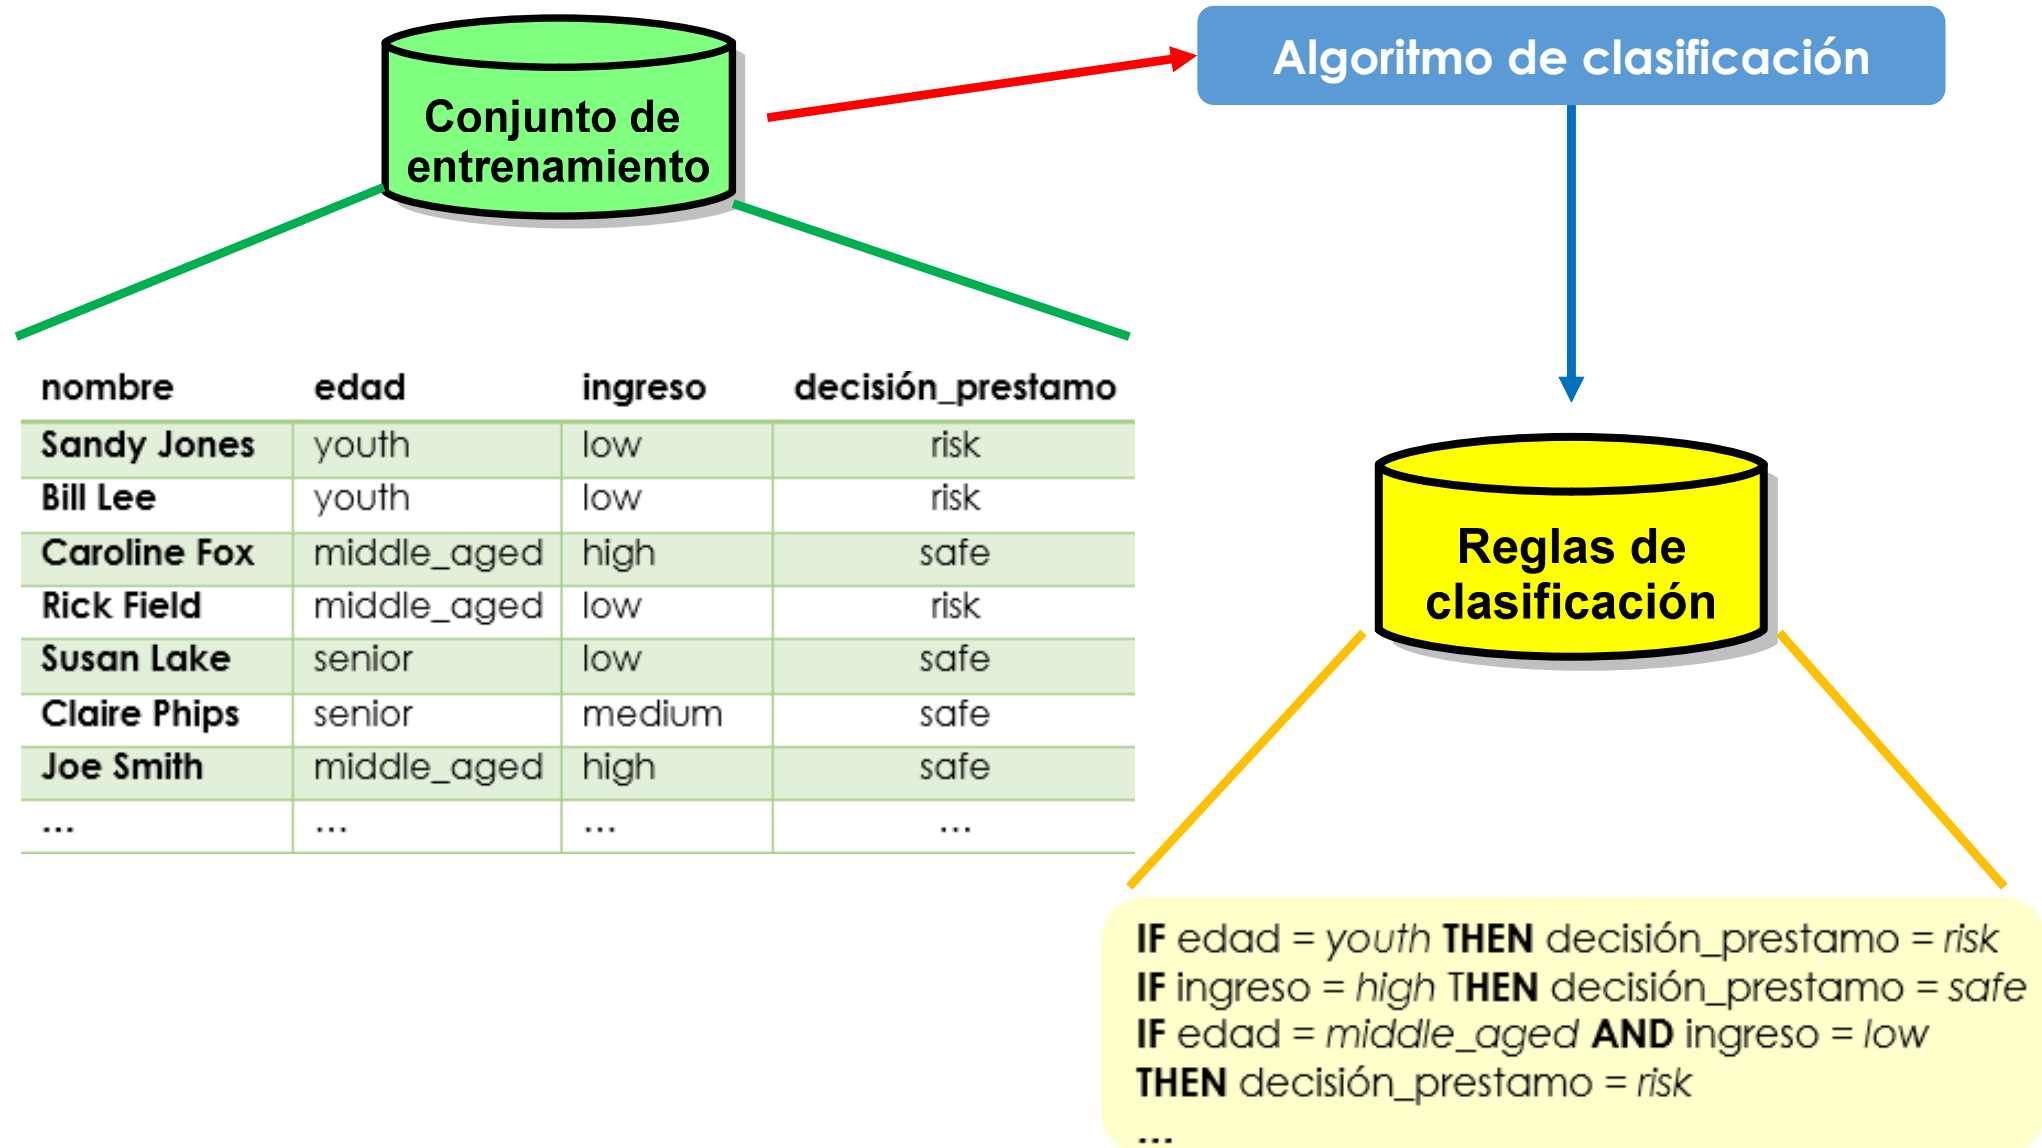 Conjunto de
entrenamiento
Algoritmo de clasificación
nombre edad ingreso decisión_prestamo
Sandy Jones youth low risk
Bill Lee youth low risk
Caroline Fox middle_aged high safe
Rick Field middle_aged low risk
Susan Lake senior low safe
Claire Phips senior medium safe
Joe Smith middle_aged high safe
... ... ... ...
Reglas de
clasificación
IF edad = youth THEN decisión_prestamo = risk
IF ingreso = high THEN decisión_prestamo = safe
IF edad = middle_aged AND ingreso = low
THEN decisión_prestamo = risk
...